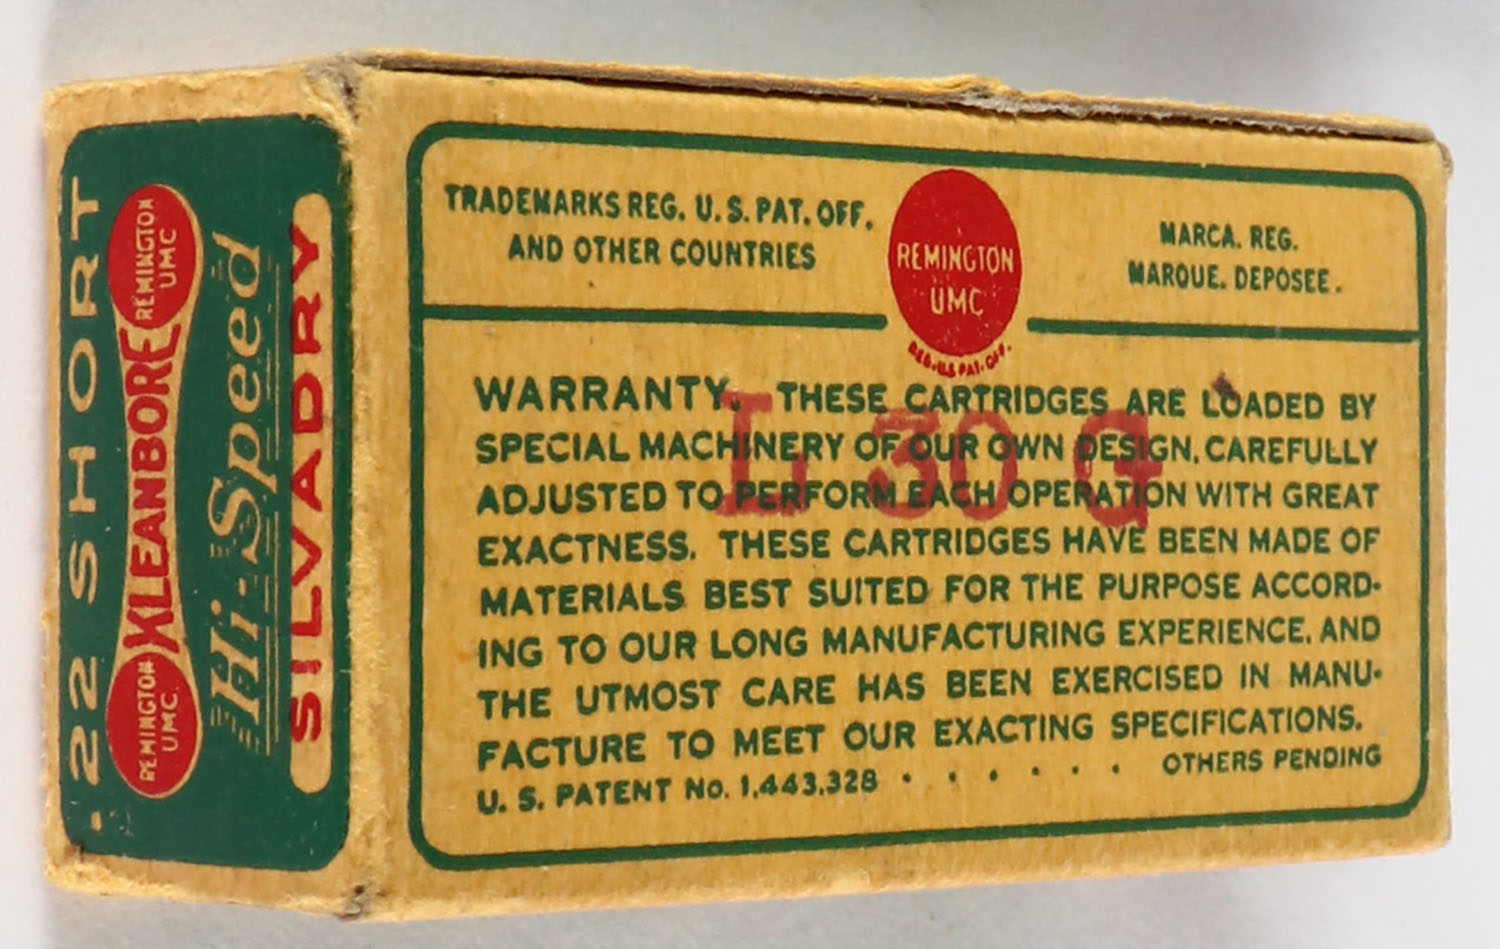 .22 SHORT
REMINGTON
UMC
KLEANBORE
REMINGTON
UMC
Hi-Speed
SILVADRY
TRADEMARKS REG. U. S. PAT. OFF.
AND OTHER COUNTRIES
REMINGTON
UMC
REG. U.S. PAT. OFF.
MARCA. REG.
MARQUE. DEPOSEE.
WARRANTY. THESE CARTRIDGES ARE LOADED BY
SPECIAL MACHINERY OF OUR OWN DESIGN, CAREFULLY
ADJUSTED TO PERFORM EACH OPERATION WITH GREAT
EXACTNESS. THESE CARTRIDGES HAVE BEEN MADE OF
MATERIALS BEST SUITED FOR THE PURPOSE ACCORD-
ING TO OUR LONG MANUFACTURING EXPERIENCE, AND
THE UTMOST CARE HAS BEEN EXERCISED IN MANU-
FACTURE TO MEET OUR EXACTING SPECIFICATIONS.
U. S. PATENT No. 1,443,328 . . . . . . OTHERS PENDING
L 30 G